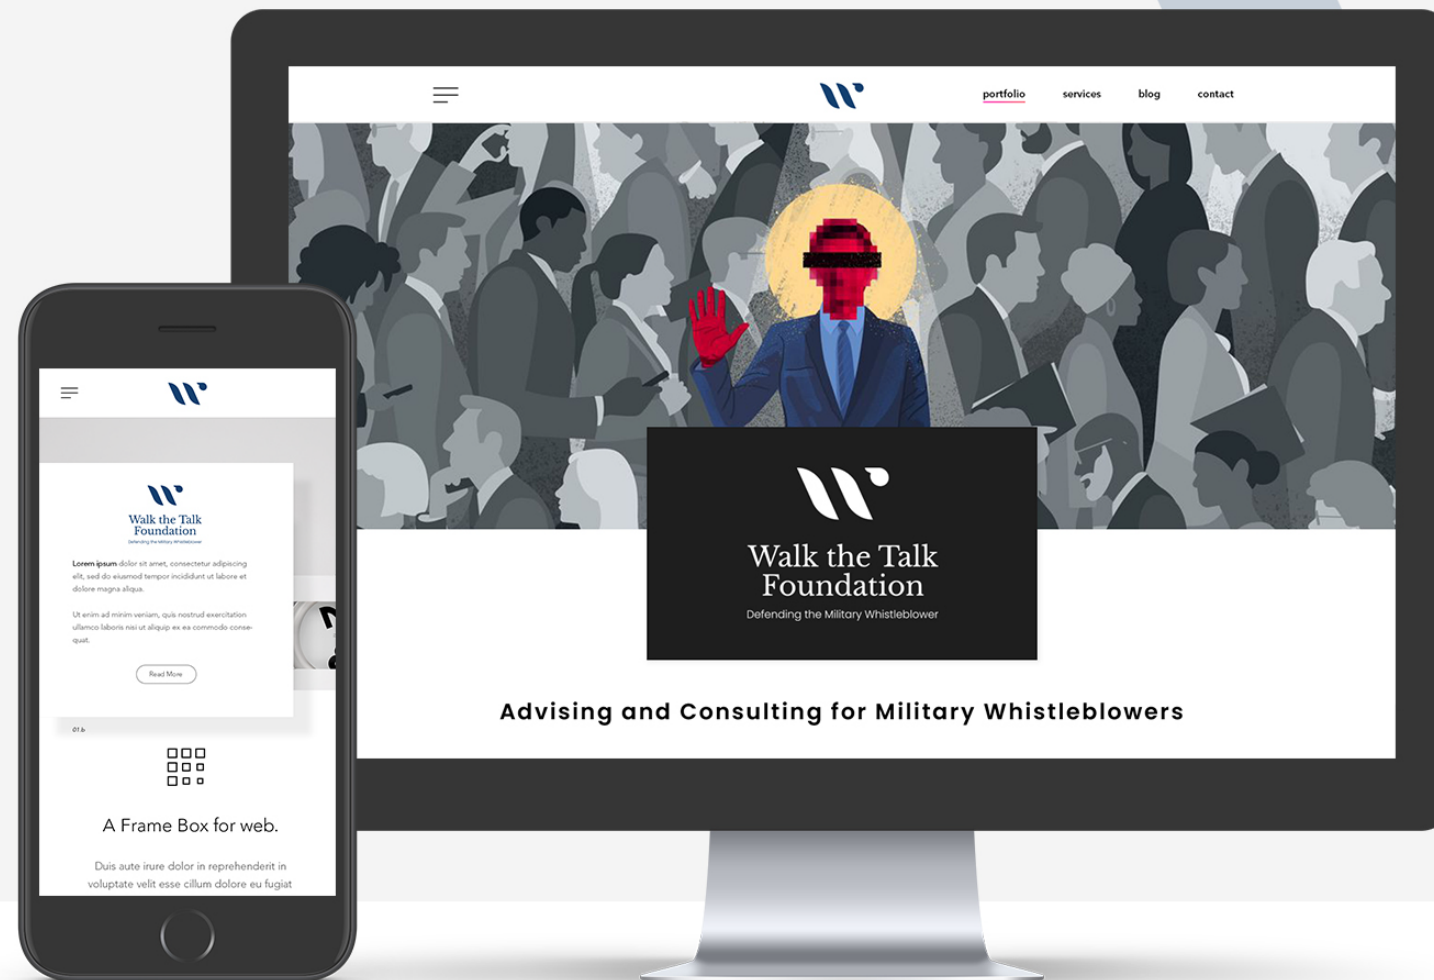 portfolio services blog contact
Walk the Talk
Foundation
Defending the Military Whistleblower
Advising and Consulting for Military Whistleblowers
Walk the Talk
Foundation
Defending the Military Whistleblower
Lorem ipsum dolor sit amet, consectetur adipiscing
elit, sed do eiusmod tempor incididunt ut labore et
dolore magna aliqua.
Ut enim ad minim veniam, quis nostrud exercitation
ullamco laboris nisi ut aliquip ex ea commodo conse-
quat.
Read More
A Frame Box for web.
Duis aute irure dolor in reprehenderit in
voluptate velit esse cillum dolore eu fugiat